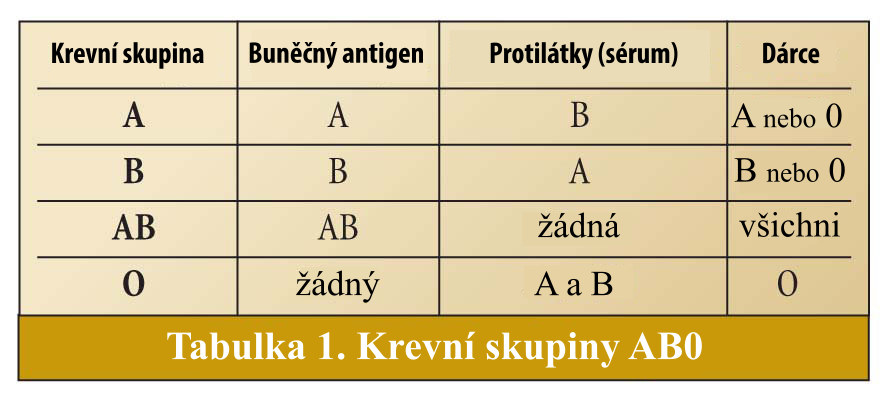 Krevní skupina Buněčný antigen Protilátky (sérum) Dárce
A A B A nebo 0
B B A B nebo 0
AB AB žádná všichni
O žádný A a B O
Tabulka 1. Krevní skupiny AB0